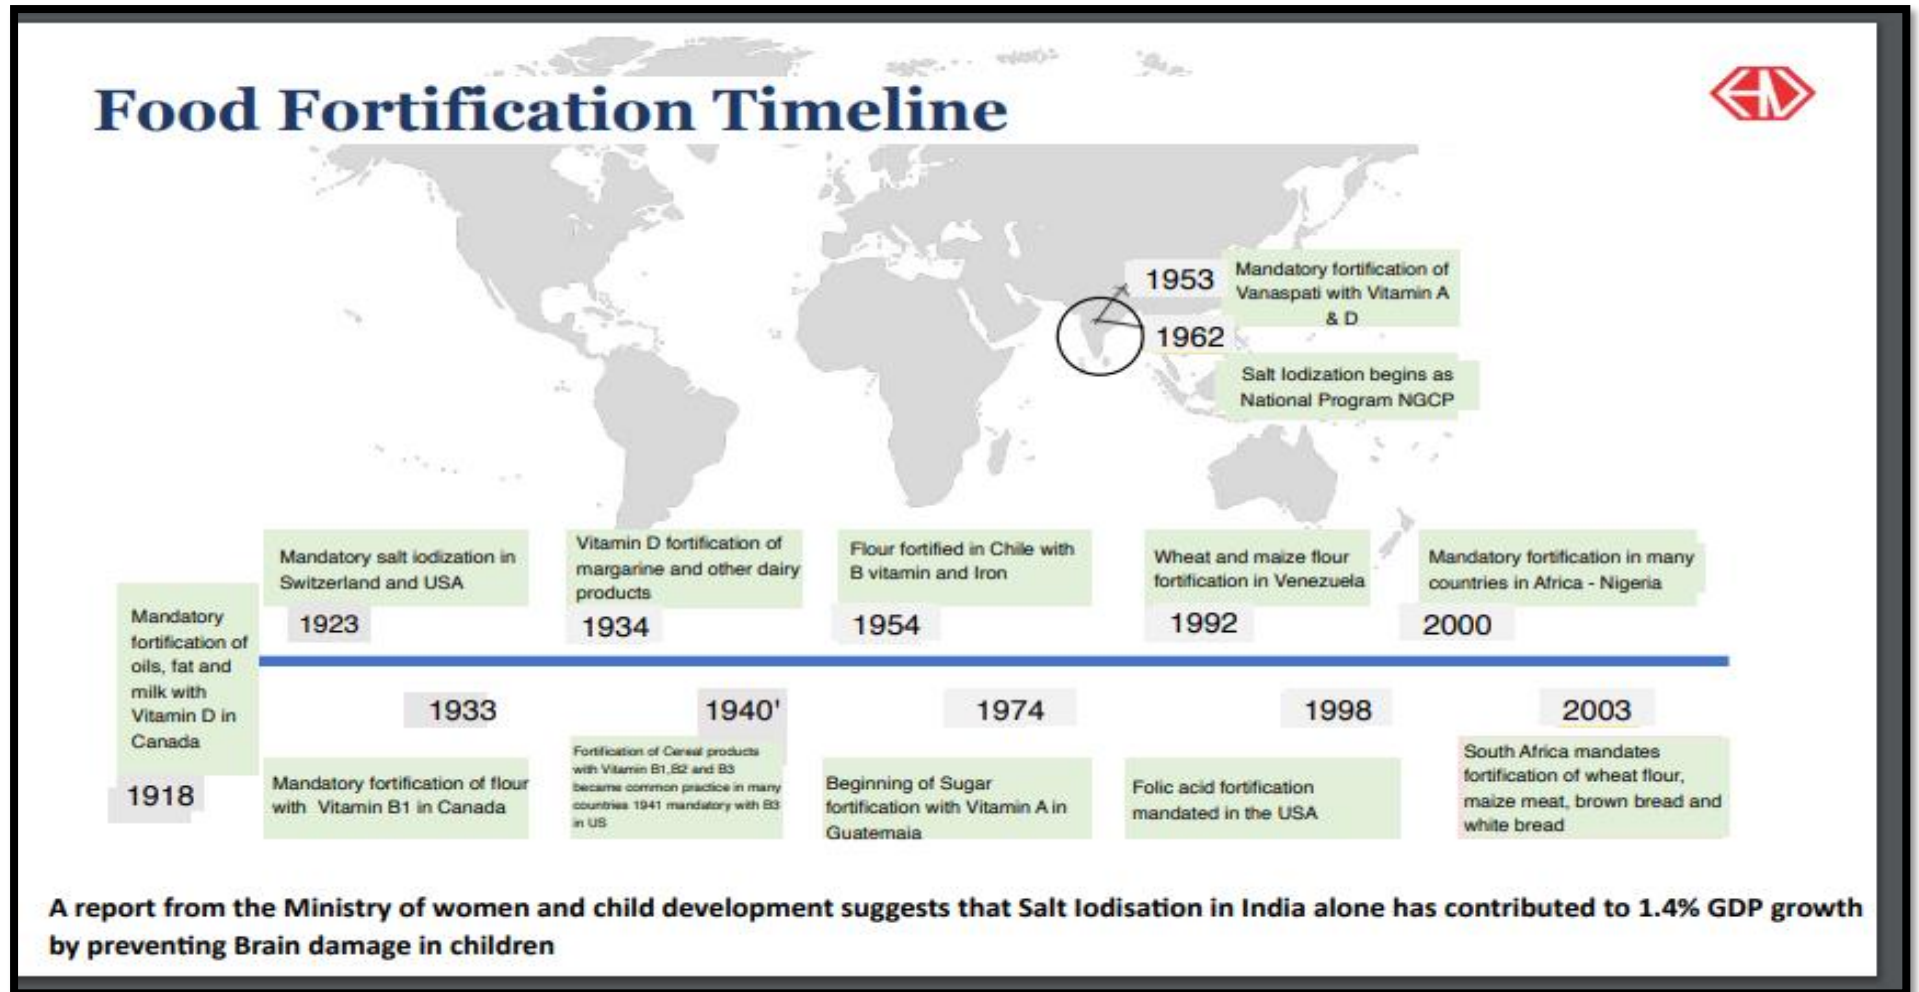 Food Fortification Timeline
1953
Mandatory fortification of
Vanaspati with Vitamin A
& D
1962
Salt Iodization begins as
National Program NGCP
Mandatory
fortification of
oils, fat and
milk with
Vitamin D in
Canada
1918
Mandatory salt iodization in
Switzerland and USA
1923
Vitamin D fortification of
margarine and other dairy
products
1934
Flour fortified in Chile with
B vitamin and Iron
1954
Wheat and maize flour
fortification in Venezuela
1992
Mandatory fortification in many
countries in Africa - Nigeria
2000
1933
Mandatory fortification of flour
with Vitamin B1 in Canada
1940'
Fortification of Cereal products
with Vitamin B1,B2 and B3
became common practice in many
countries 1941 mandatory with B3
in US
1974
Beginning of Sugar
fortification with Vitamin A in
Guatemaia
1998
Folic acid fortification
mandated in the USA
2003
South Africa mandates
fortification of wheat flour,
maize meat, brown bread and
white bread
A report from the Ministry of women and child development suggests that Salt Iodisation in India alone has contributed to 1.4% GDP growth
by preventing Brain damage in children